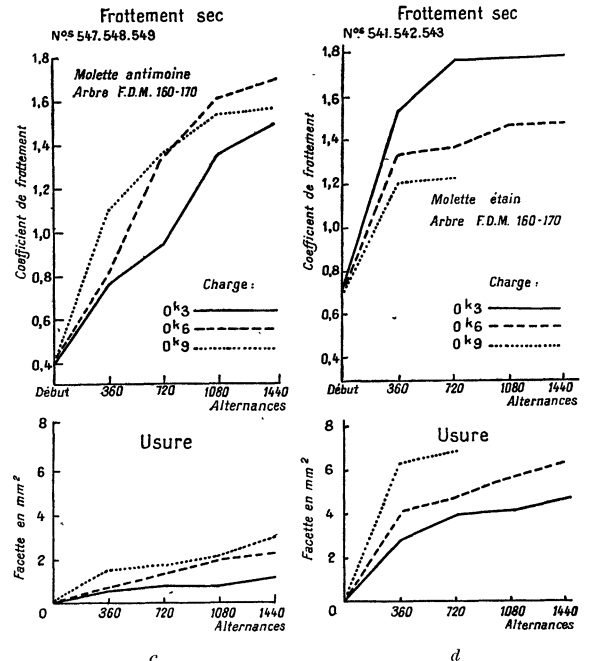 Frottement sec
Nos 547.548.549
Coefficient de frottement
1,8
1,6
1,4
1,2
1,0
0,8
0,6
0,4
Molette antimoine
Arbre F.D.M. 160-170
Charge :
0k3
0k6
0k9
Début 360 720 1080 1440
Alternances
Usure
Facette en mm2
8
6
4
2
0
360 720 1080 1440
Alternances
c
Frottement sec
Nos 541.542.543
Coefficient de frottement
1,8
1,6
1,4
1,2
1,0
0,8
0,6
0,4
Molette étain
Arbre F.D.M. 160-170
Charge :
0k3
0k6
0k9
Début 360 720 1080 1440
Alternances
Usure
Facette en mm2
8
6
4
2
0
360 720 1080 1440
Alternances
d